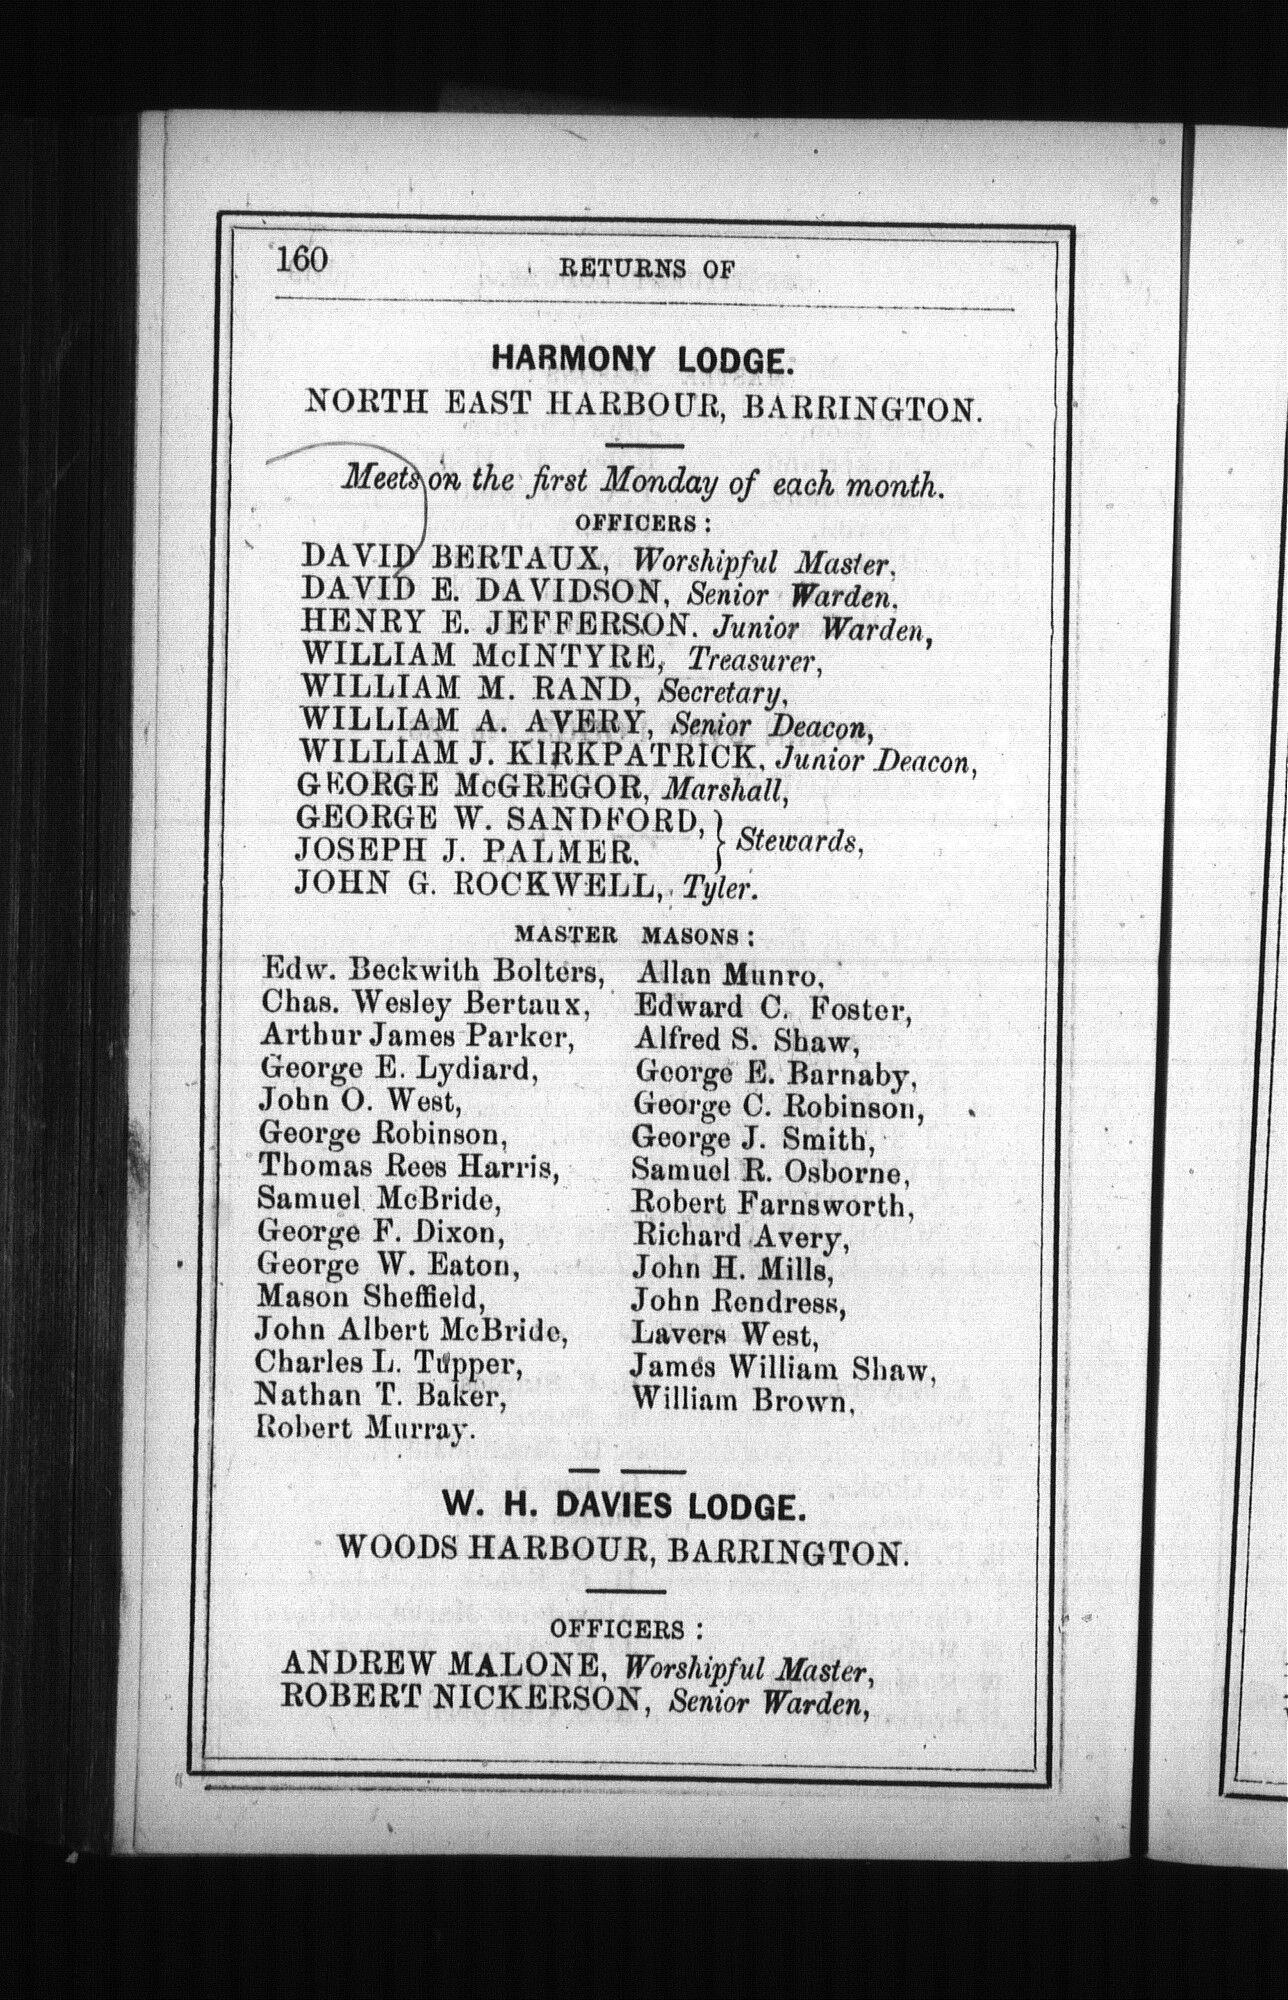 160
RETURNS OF
HARMONY LODGE.
NORTH EAST HARBOUR, BARRINGTON.
Meets on the first Monday of each month.
OFFICERS:
DAVID BERTAUX, Worshipful Master,
DAVID E. DAVIDSON, Senior Warden,
HENRY E. JEFFERSON. Junior Warden,
WILLIAM McINTYRE, Treasurer,
WILLIAM M. RAND, Secretary,
WILLIAM A. AVERY, Senior Deacon,
WILLIAM J. KIRKPATRICK, Junior Deacon,
GEORGE McGREGOR, Marshall,
GEORGE W. SANDFORD,
JOSEPH J. PALMER. } Stewards,
JOHN G. ROCKWELL, Tyler.
MASTER MASONS:
Edw. Beckwith Bolters,
Chas. Wesley Bertaux,
Arthur James Parker,
George E. Lydiard,
John O. West,
George Robinson,
Thomas Rees Harris,
Samuel McBride,
George F. Dixon,
George W. Eaton,
Mason Sheffield,
John Albert McBride,
Charles L. Tupper,
Nathan T. Baker,
Robert Murray.
Allan Munro,
Edward C. Foster,
Alfred S. Shaw,
George E. Barnaby,
George C. Robinson,
George J. Smith,
Samuel R. Osborne,
Robert Farnsworth,
Richard Avery,
John H. Mills,
John Rendress,
Lavers West,
James William Shaw,
William Brown,
W. H. DAVIES LODGE.
WOODS HARBOUR, BARRINGTON.
OFFICERS:
ANDREW MALONE, Worshipful Master,
ROBERT NICKERSON, Senior Warden,